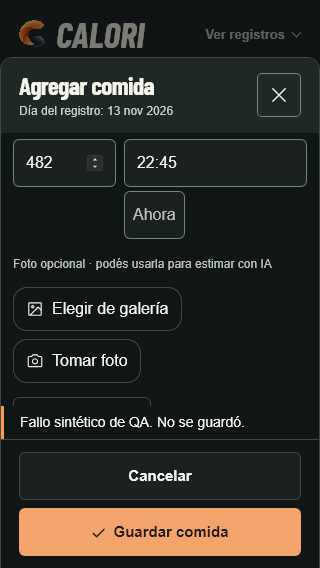 CALORI
Ver registros
Agregar comida
Día del registro: 13 nov 2026
482
22:45
Ahora
Foto opcional · podés usarla para estimar con IA
Elegir de galería
Tomar foto
Fallo sintético de QA. No se guardó.
Cancelar
Guardar comida